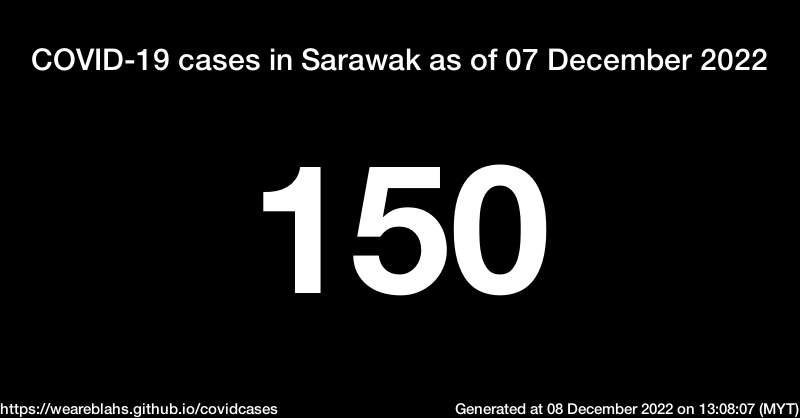 COVID-19 cases in Sarawak as of 07 December 2022
150
https://weareblahs.github.io/covidcases
Generated at 08 December 2022 on 13:08:07 (MYT)